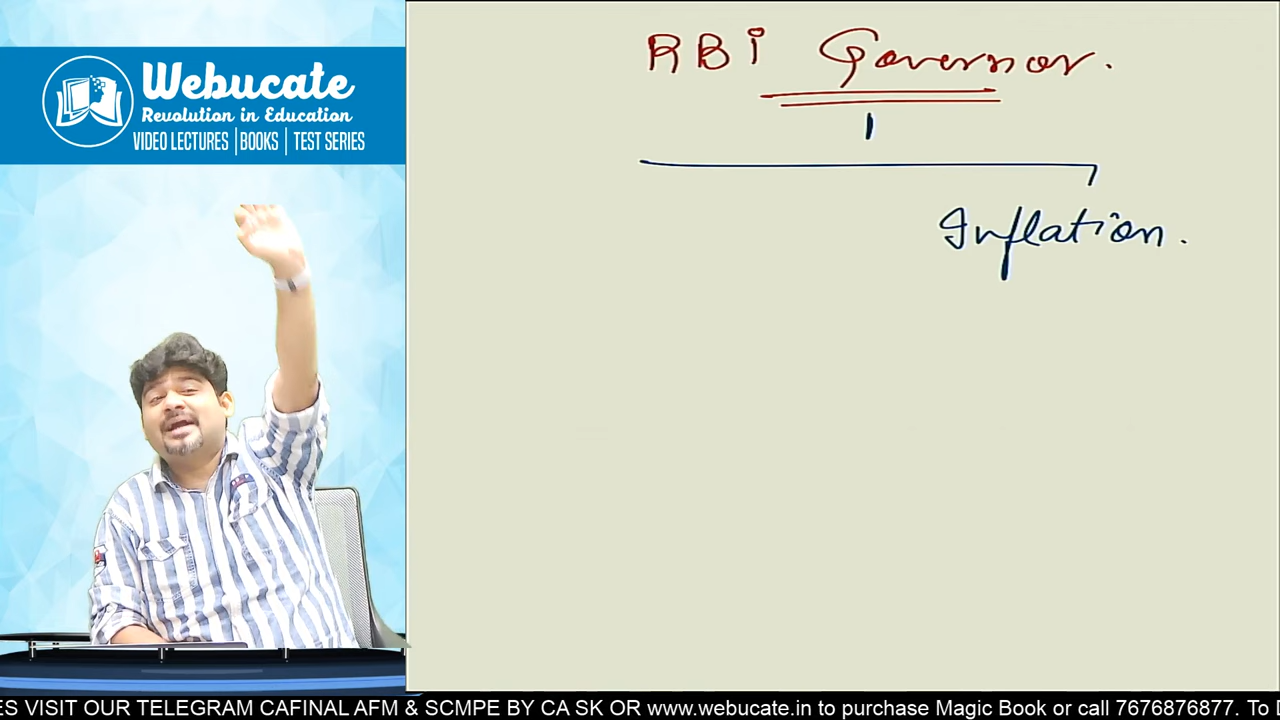 Webucate
Revolution in Education
VIDEO LECTURES | BOOKS | TEST SERIES
RBi Governor.
Inflation.
ES VISIT OUR TELEGRAM CAFINAL AFM & SCMPE BY CA SK OR www.webucate.in to purchase Magic Book or call 7676876877. To